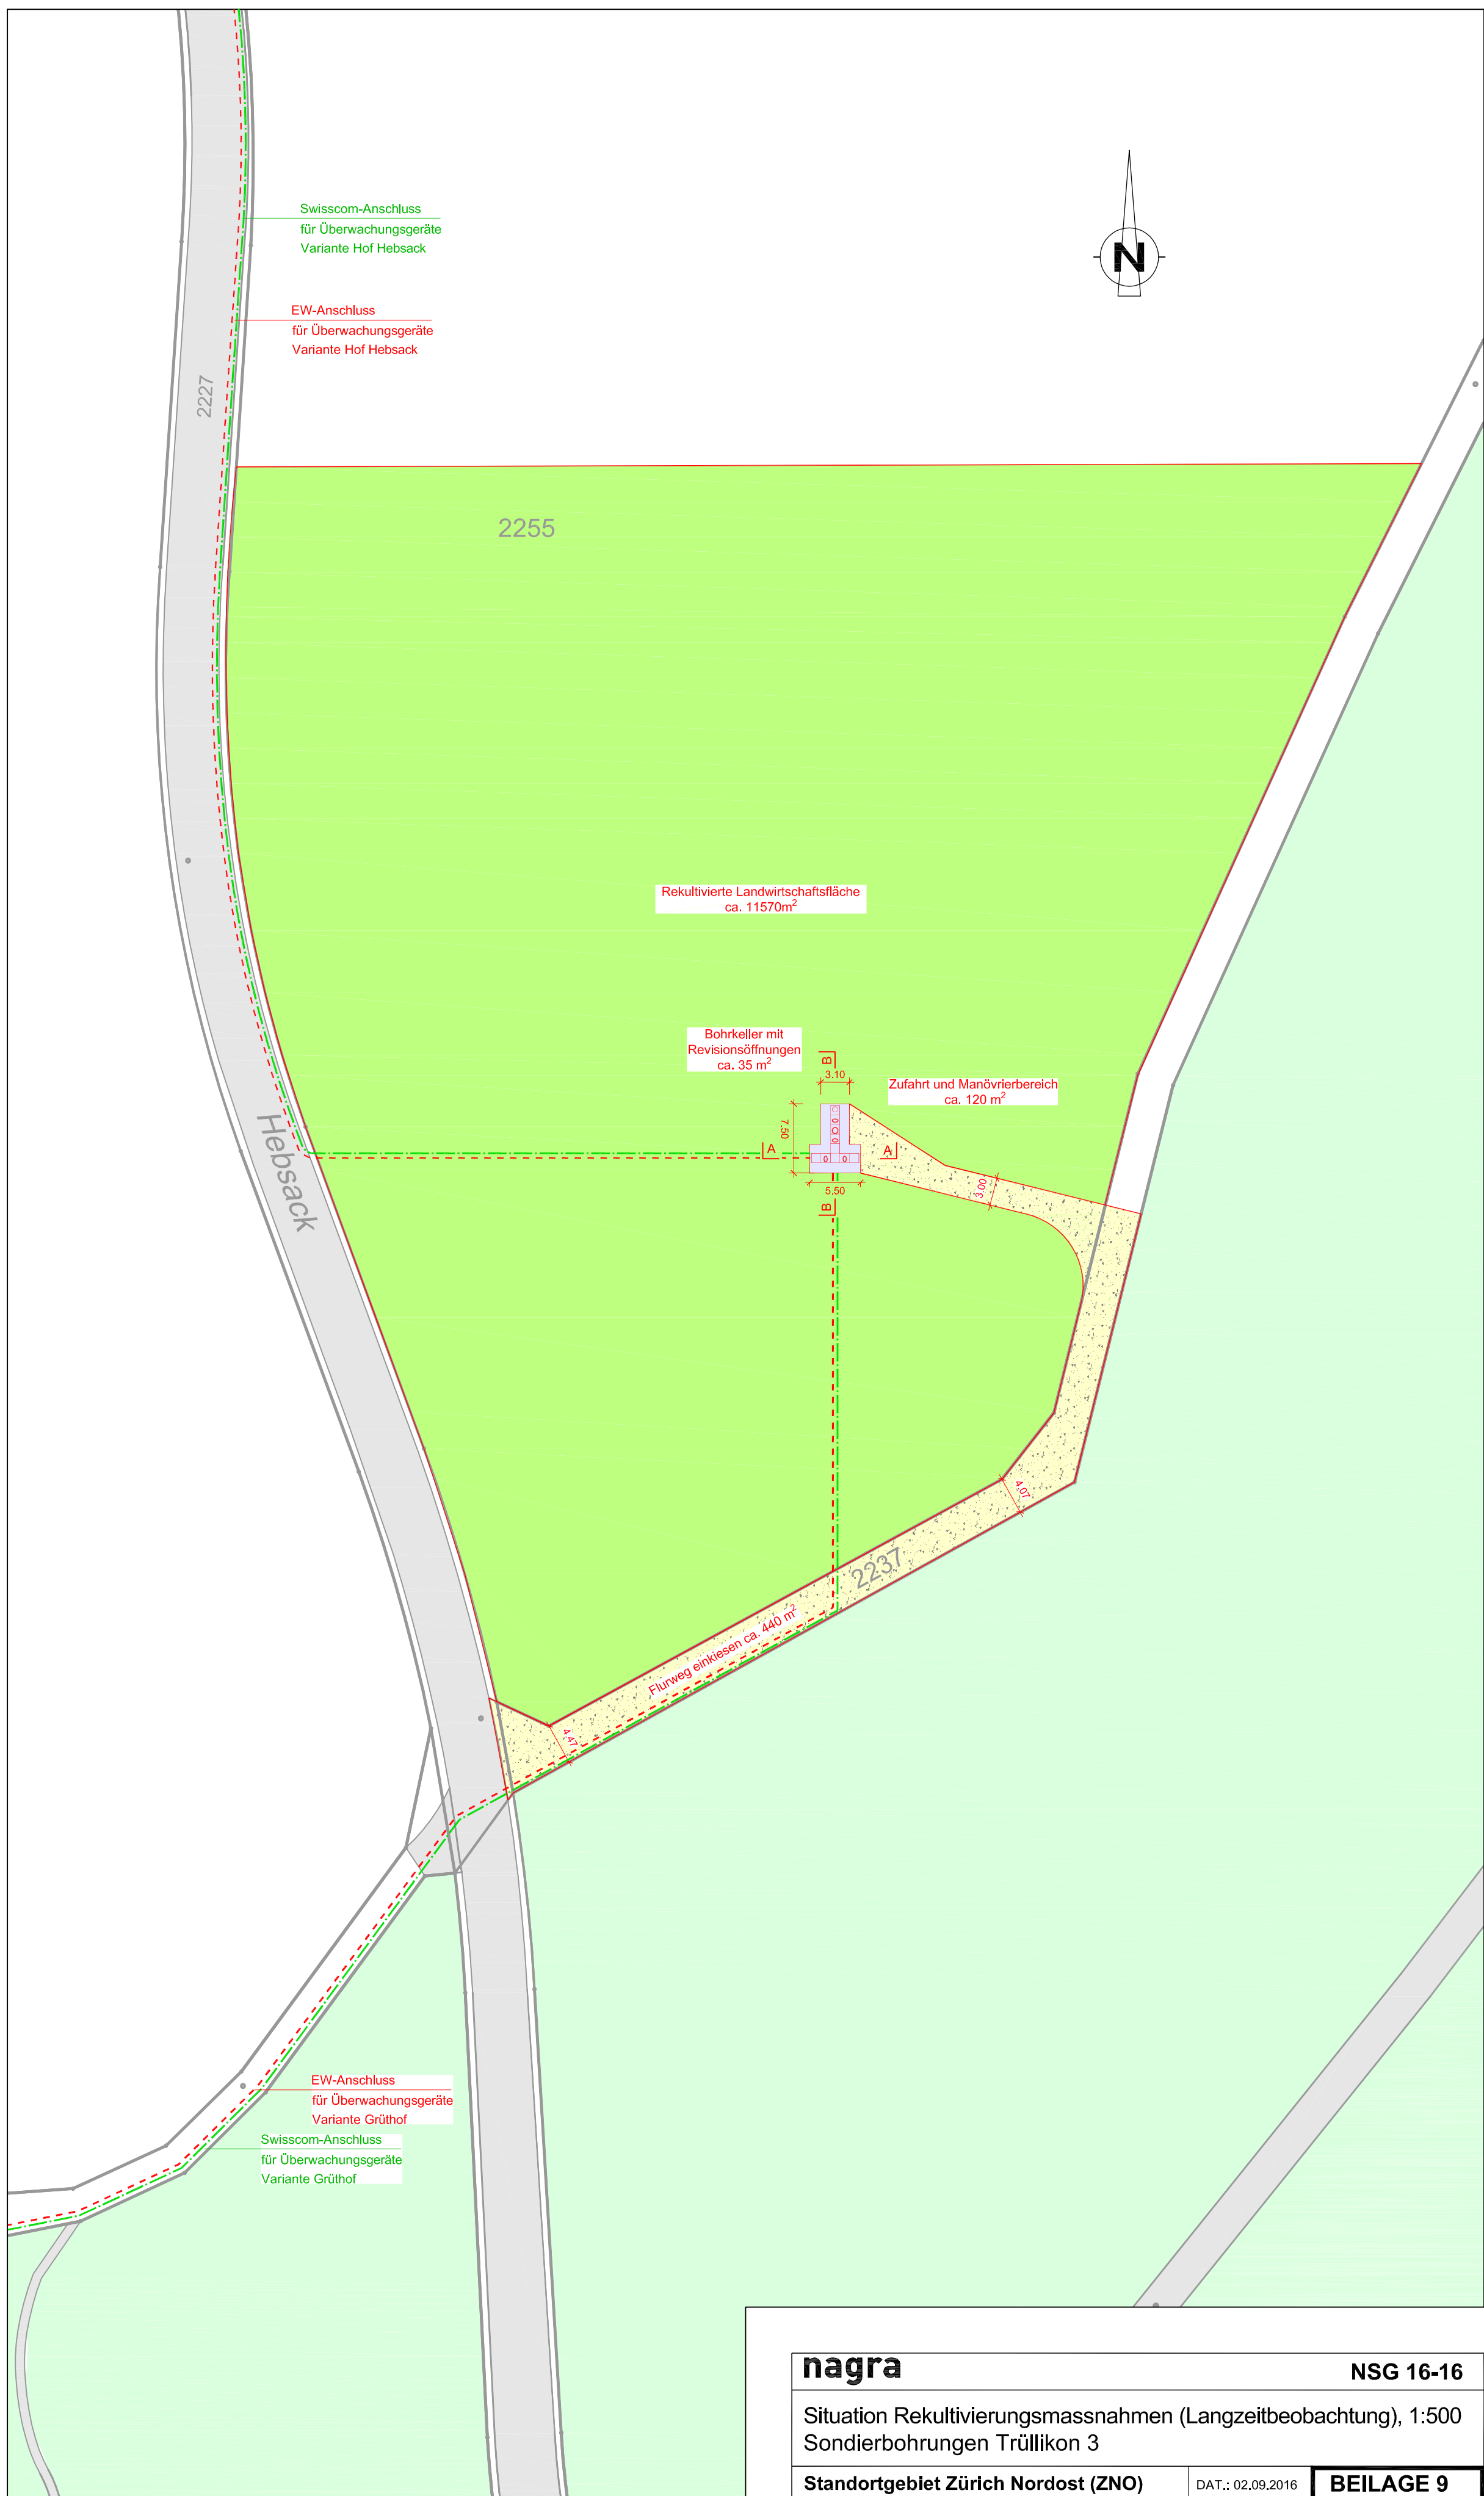 Swisscom-Anschluss
für Überwachungsgeräte
Variante Hof Hebsack
N
EW-Anschluss
für Überwachungsgeräte
Variante Hof Hebsack
2227
2255
Rekultivierte Landwirtschaftsfläche
ca. 11570m²
Bohrkeller mit
Revisionsöffnungen
ca. 35 m²
B
3.10
Zufahrt und Manövrierbereich
ca. 120 m²
7.50
A
A
5.50
B
3.00
Hebsack
4.07
2237
Flurweg einkiesen ca. 440 m²
4.47
EW-Anschluss
für Überwachungsgeräte
Variante Grüthof
Swisscom-Anschluss
für Überwachungsgeräte
Variante Grüthof
nagra
NSG 16-16
Situation Rekultivierungsmassnahmen (Langzeitbeobachtung), 1:500
Sondierbohrungen Trüllikon 3
Standortgebiet Zürich Nordost (ZNO)
DAT.: 02.09.2016
BEILAGE 9